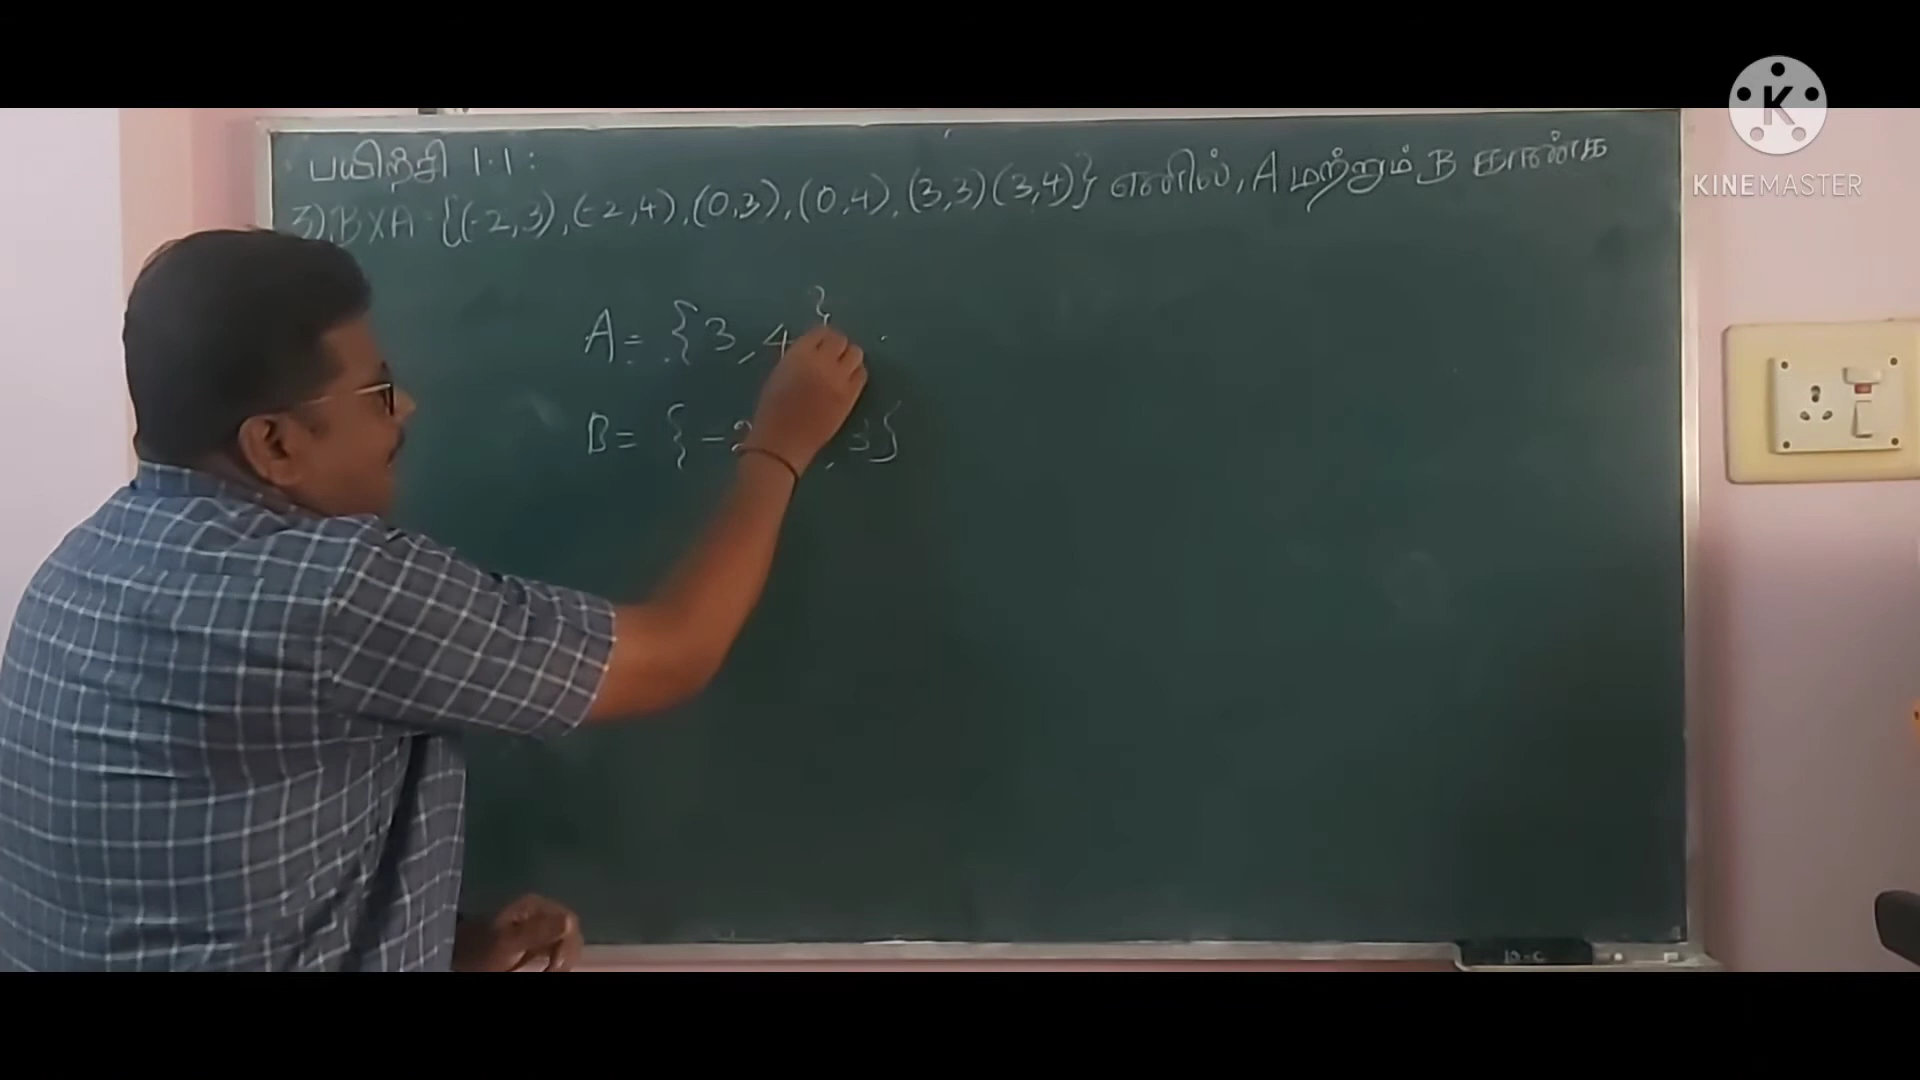 பயிற்சி 1.1:
3) B X A = {(-2,3),(-2,4),(0,3),(0,4),(3,3)(3,4)} எனில், A மற்றும் B காண்க
A = {3,4}
B = {-2 ,3}
K
KINEMASTER